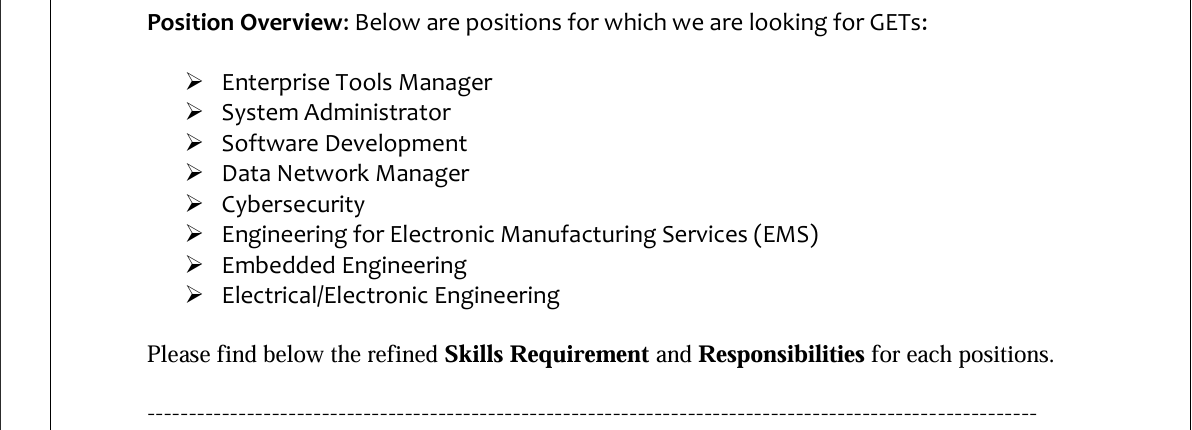 Position Overview: Below are positions for which we are looking for GETs:
➢ Enterprise Tools Manager
➢ System Administrator
➢ Software Development
➢ Data Network Manager
➢ Cybersecurity
➢ Engineering for Electronic Manufacturing Services (EMS)
➢ Embedded Engineering
➢ Electrical/Electronic Engineering
Please find below the refined Skills Requirement and Responsibilities for each positions.
-----------------------------------------------------------------------------------------------------------